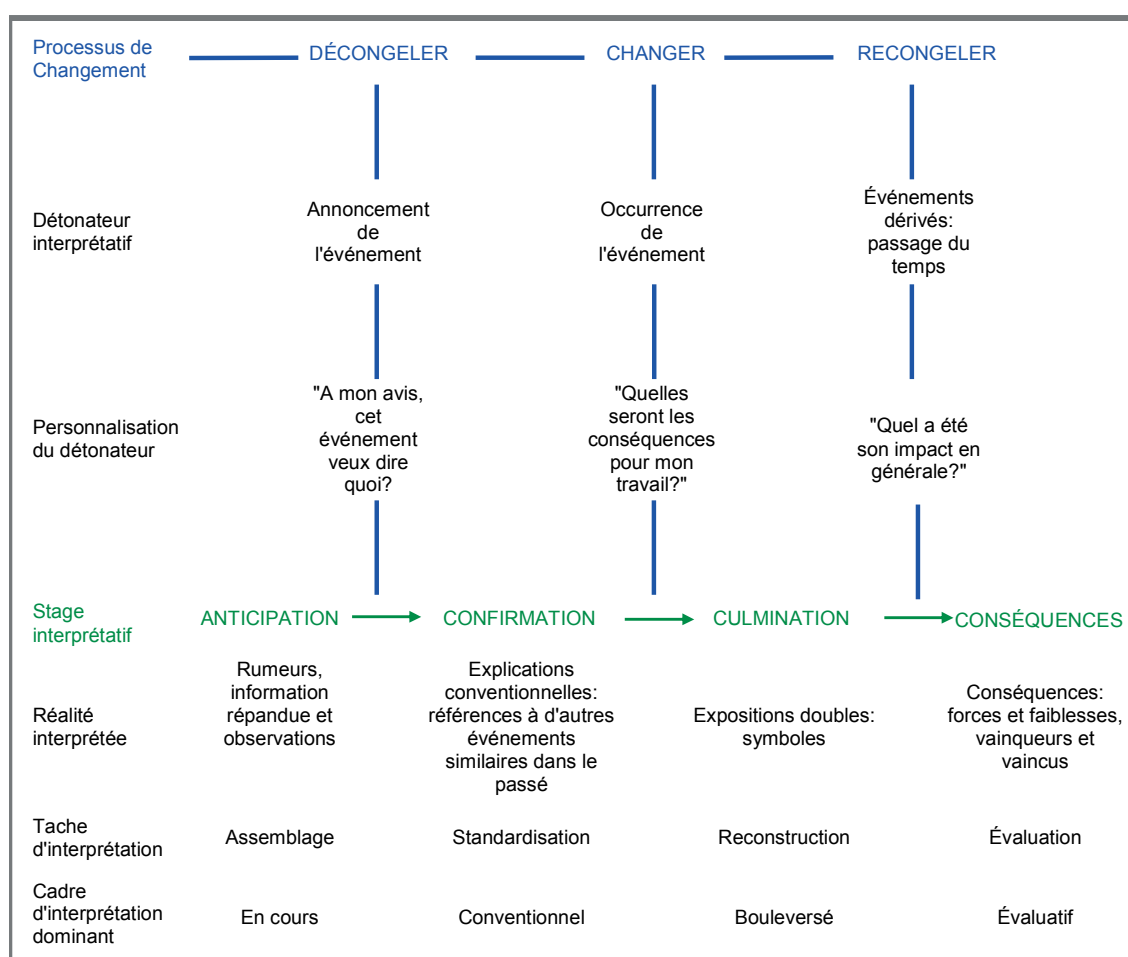 Processus de
Changement
DÉCONGELER
CHANGER
RECONGELER
Détonateur
interprétatif
Annoncement
de
l'événement
Occurrence
de
l'événement
Événements
dérivés:
passage du
temps
Personnalisation
du détonateur
"A mon avis,
cet
événement
veux dire
quoi?
"Quelles
seront les
conséquences
pour mon
travail?"
"Quel a été
son impact en
générale?"
Stage
interprétatif
ANTICIPATION
CONFIRMATION
CULMINATION
CONSÉQUENCES
Réalité
interprétée
Rumeurs,
information
répandue et
observations
Explications
conventionnelles:
références à d'autres
événements
similaires dans le
passé
Expositions doubles:
symboles
Conséquences:
forces et faiblesses,
vainqueurs et
vaincus
Tache
d'interprétation
Assemblage
Standardisation
Reconstruction
Évaluation
Cadre
d'interprétation
dominant
En cours
Conventionnel
Bouleversé
Évaluatif